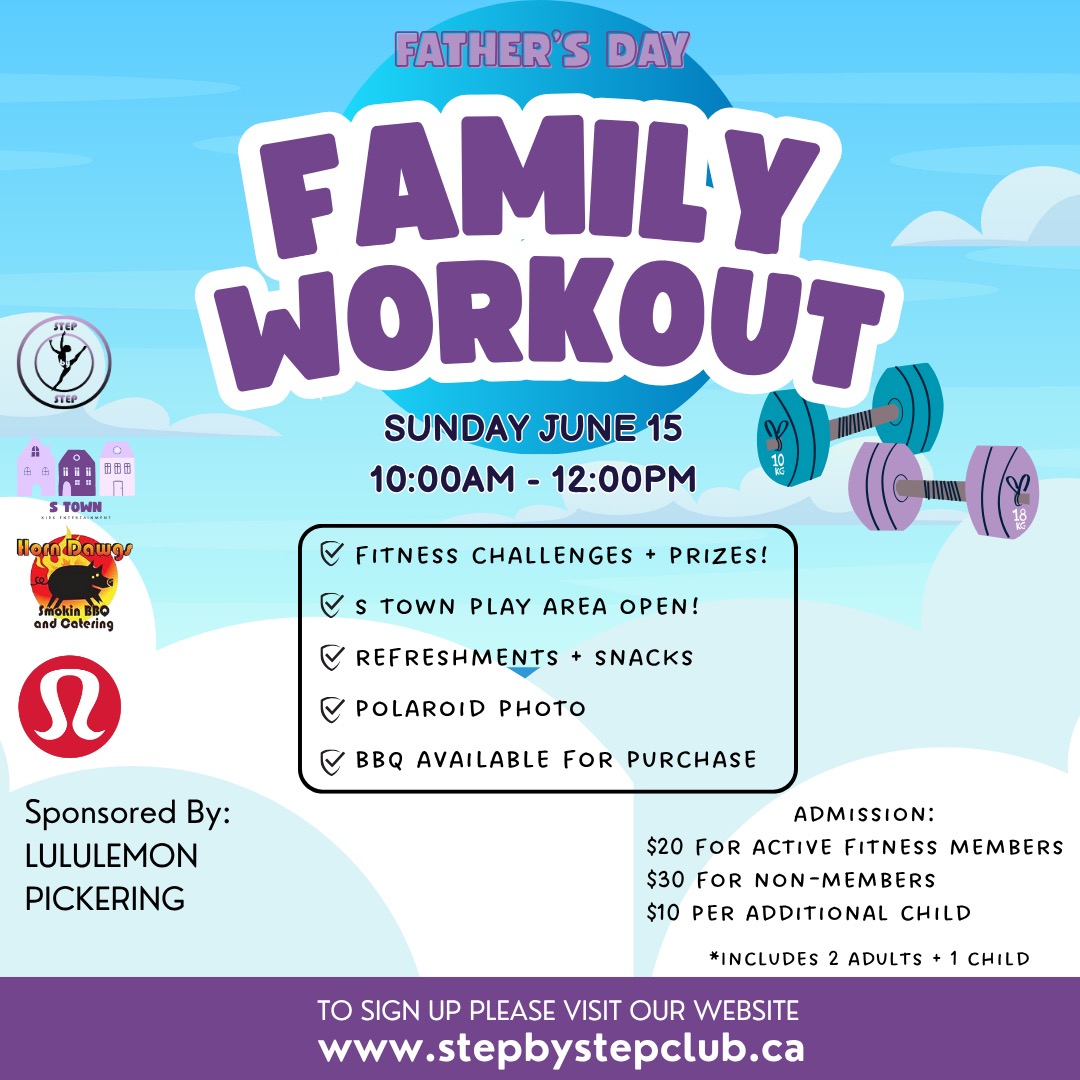 FATHER'S DAY
FAMILY
WORKOUT
SUNDAY JUNE 15
10:00AM - 12:00PM
STEP
STEP
S TOWN
KIDS ENTERTAINMENT
Horn Dawgs
Smokin BBQ
and Catering
10
KG
18
KG
FITNESS CHALLENGES + PRIZES!
S TOWN PLAY AREA OPEN!
REFRESHMENTS + SNACKS
POLAROID PHOTO
BBQ AVAILABLE FOR PURCHASE
Sponsored By:
LULULEMON
PICKERING
ADMISSION:
$20 FOR ACTIVE FITNESS MEMBERS
$30 FOR NON-MEMBERS
$10 PER ADDITIONAL CHILD
*INCLUDES 2 ADULTS + 1 CHILD
TO SIGN UP PLEASE VISIT OUR WEBSITE
www.stepbystepclub.ca